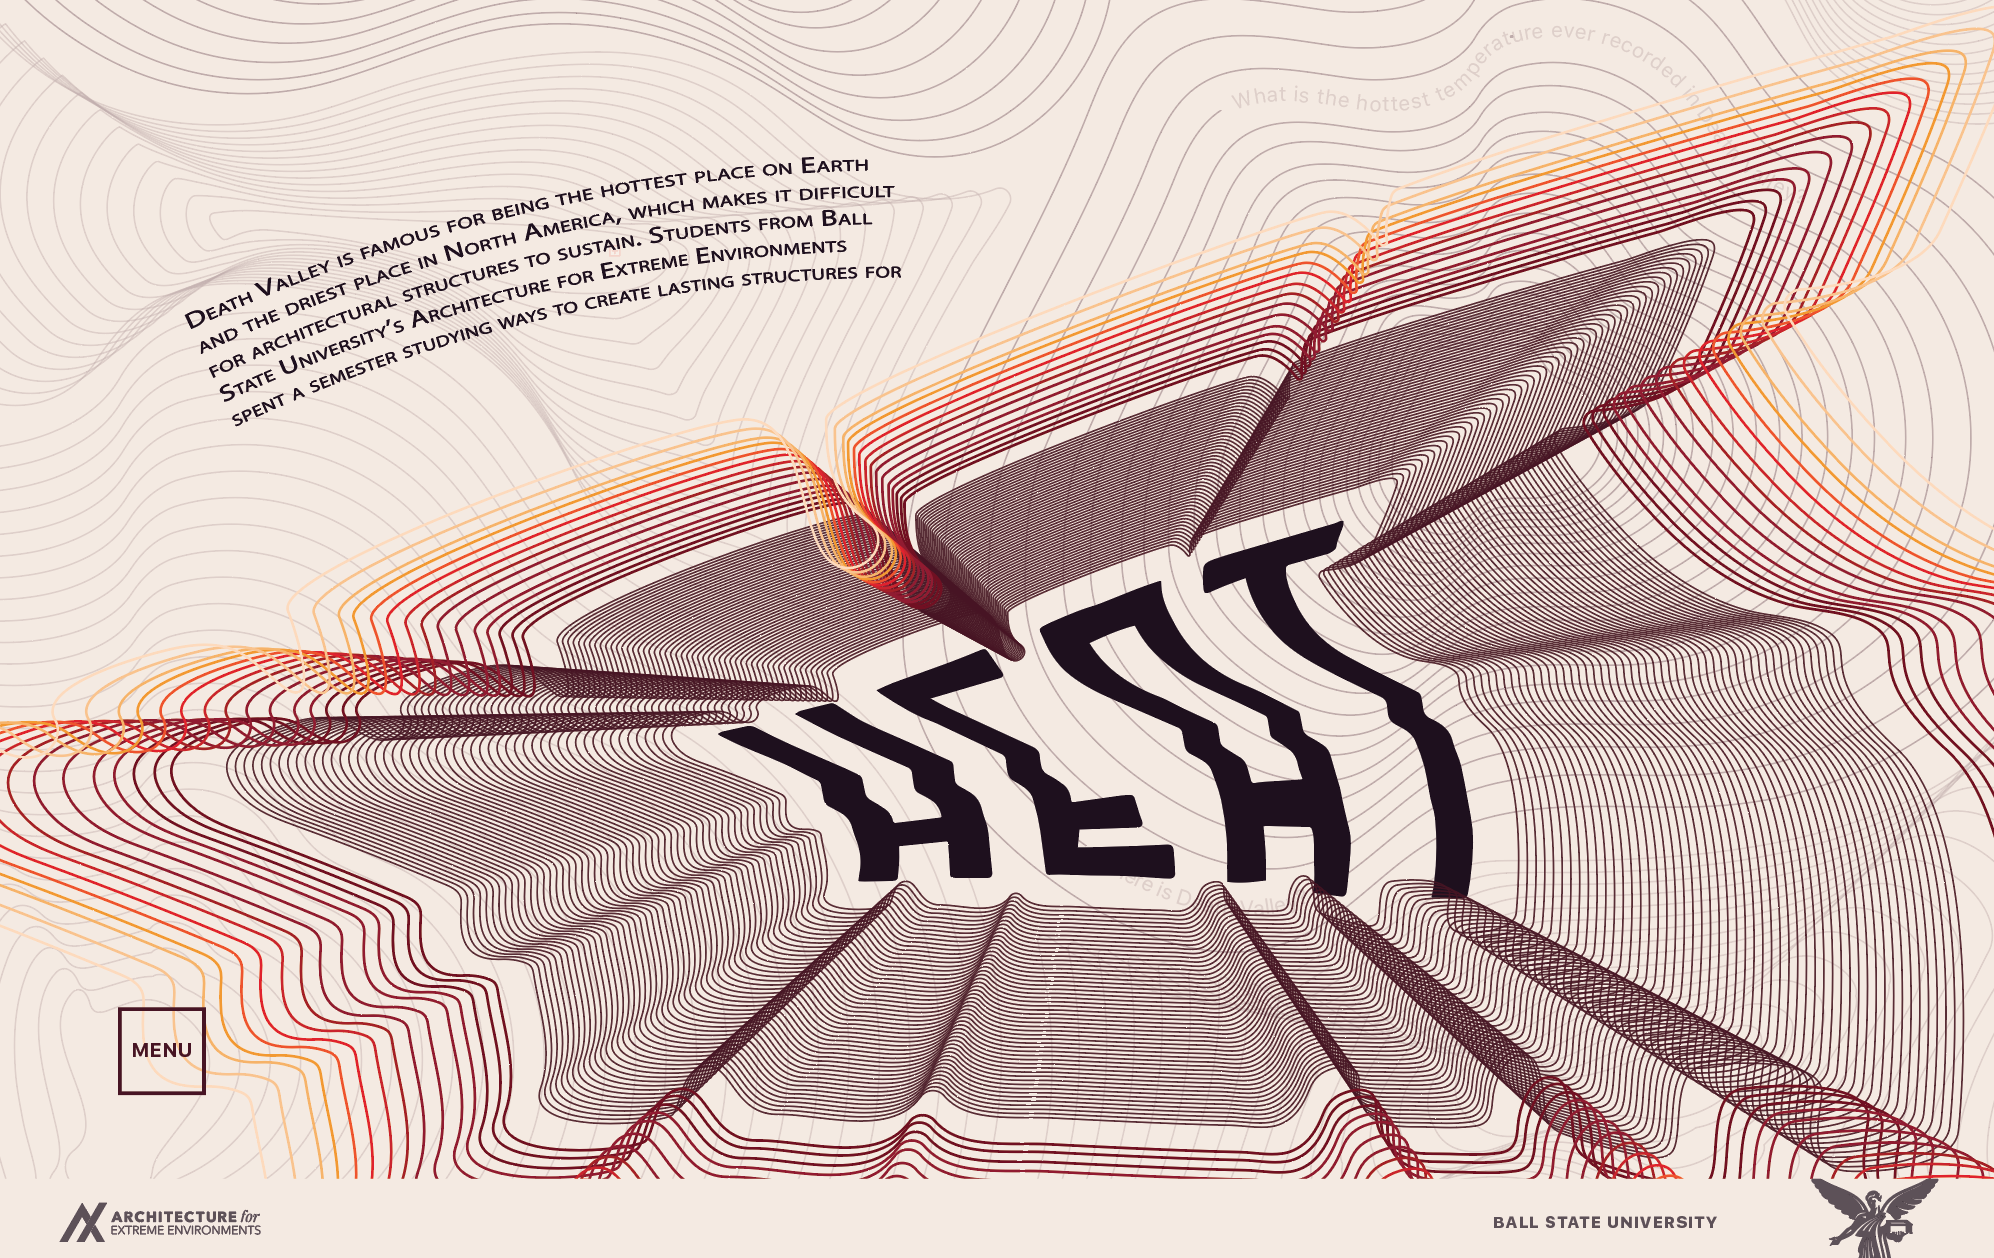 What is the hottest temperature ever recorded in
Death Valley is famous for being the hottest place on Earth
and the driest place in North America, which makes it difficult
for architectural structures to sustain. Students from Ball
State University’s Architecture for Extreme Environments
spent a semester studying ways to create lasting structures for
HEAT
is
MENU
ARCHITECTURE for
EXTREME ENVIRONMENTS
BALL STATE UNIVERSITY